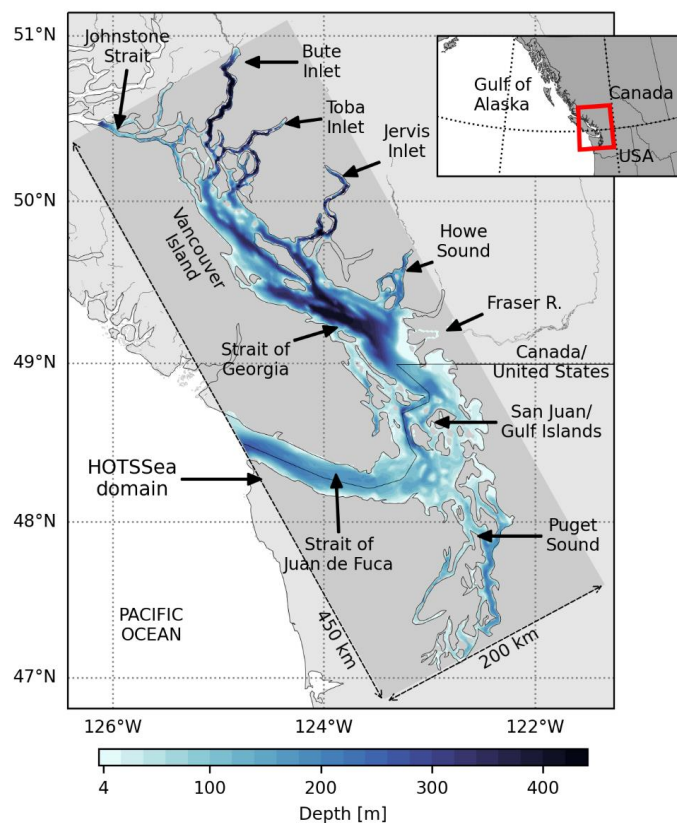 51°N
50°N
49°N
48°N
47°N
Johnstone
Strait
Bute
Inlet
Toba
Inlet
Jervis
Inlet
Gulf of
Alaska
Canada
USA
Vancouver
Island
Howe
Sound
Fraser R.
Strait of
Georgia
Canada/
United States
San Juan/
Gulf Islands
HOTSSea
domain
Strait of
Juan de Fuca
Puget
Sound
PACIFIC
OCEAN
450 km
200 km
126°W
124°W
122°W
4
100
200
300
400
Depth [m]